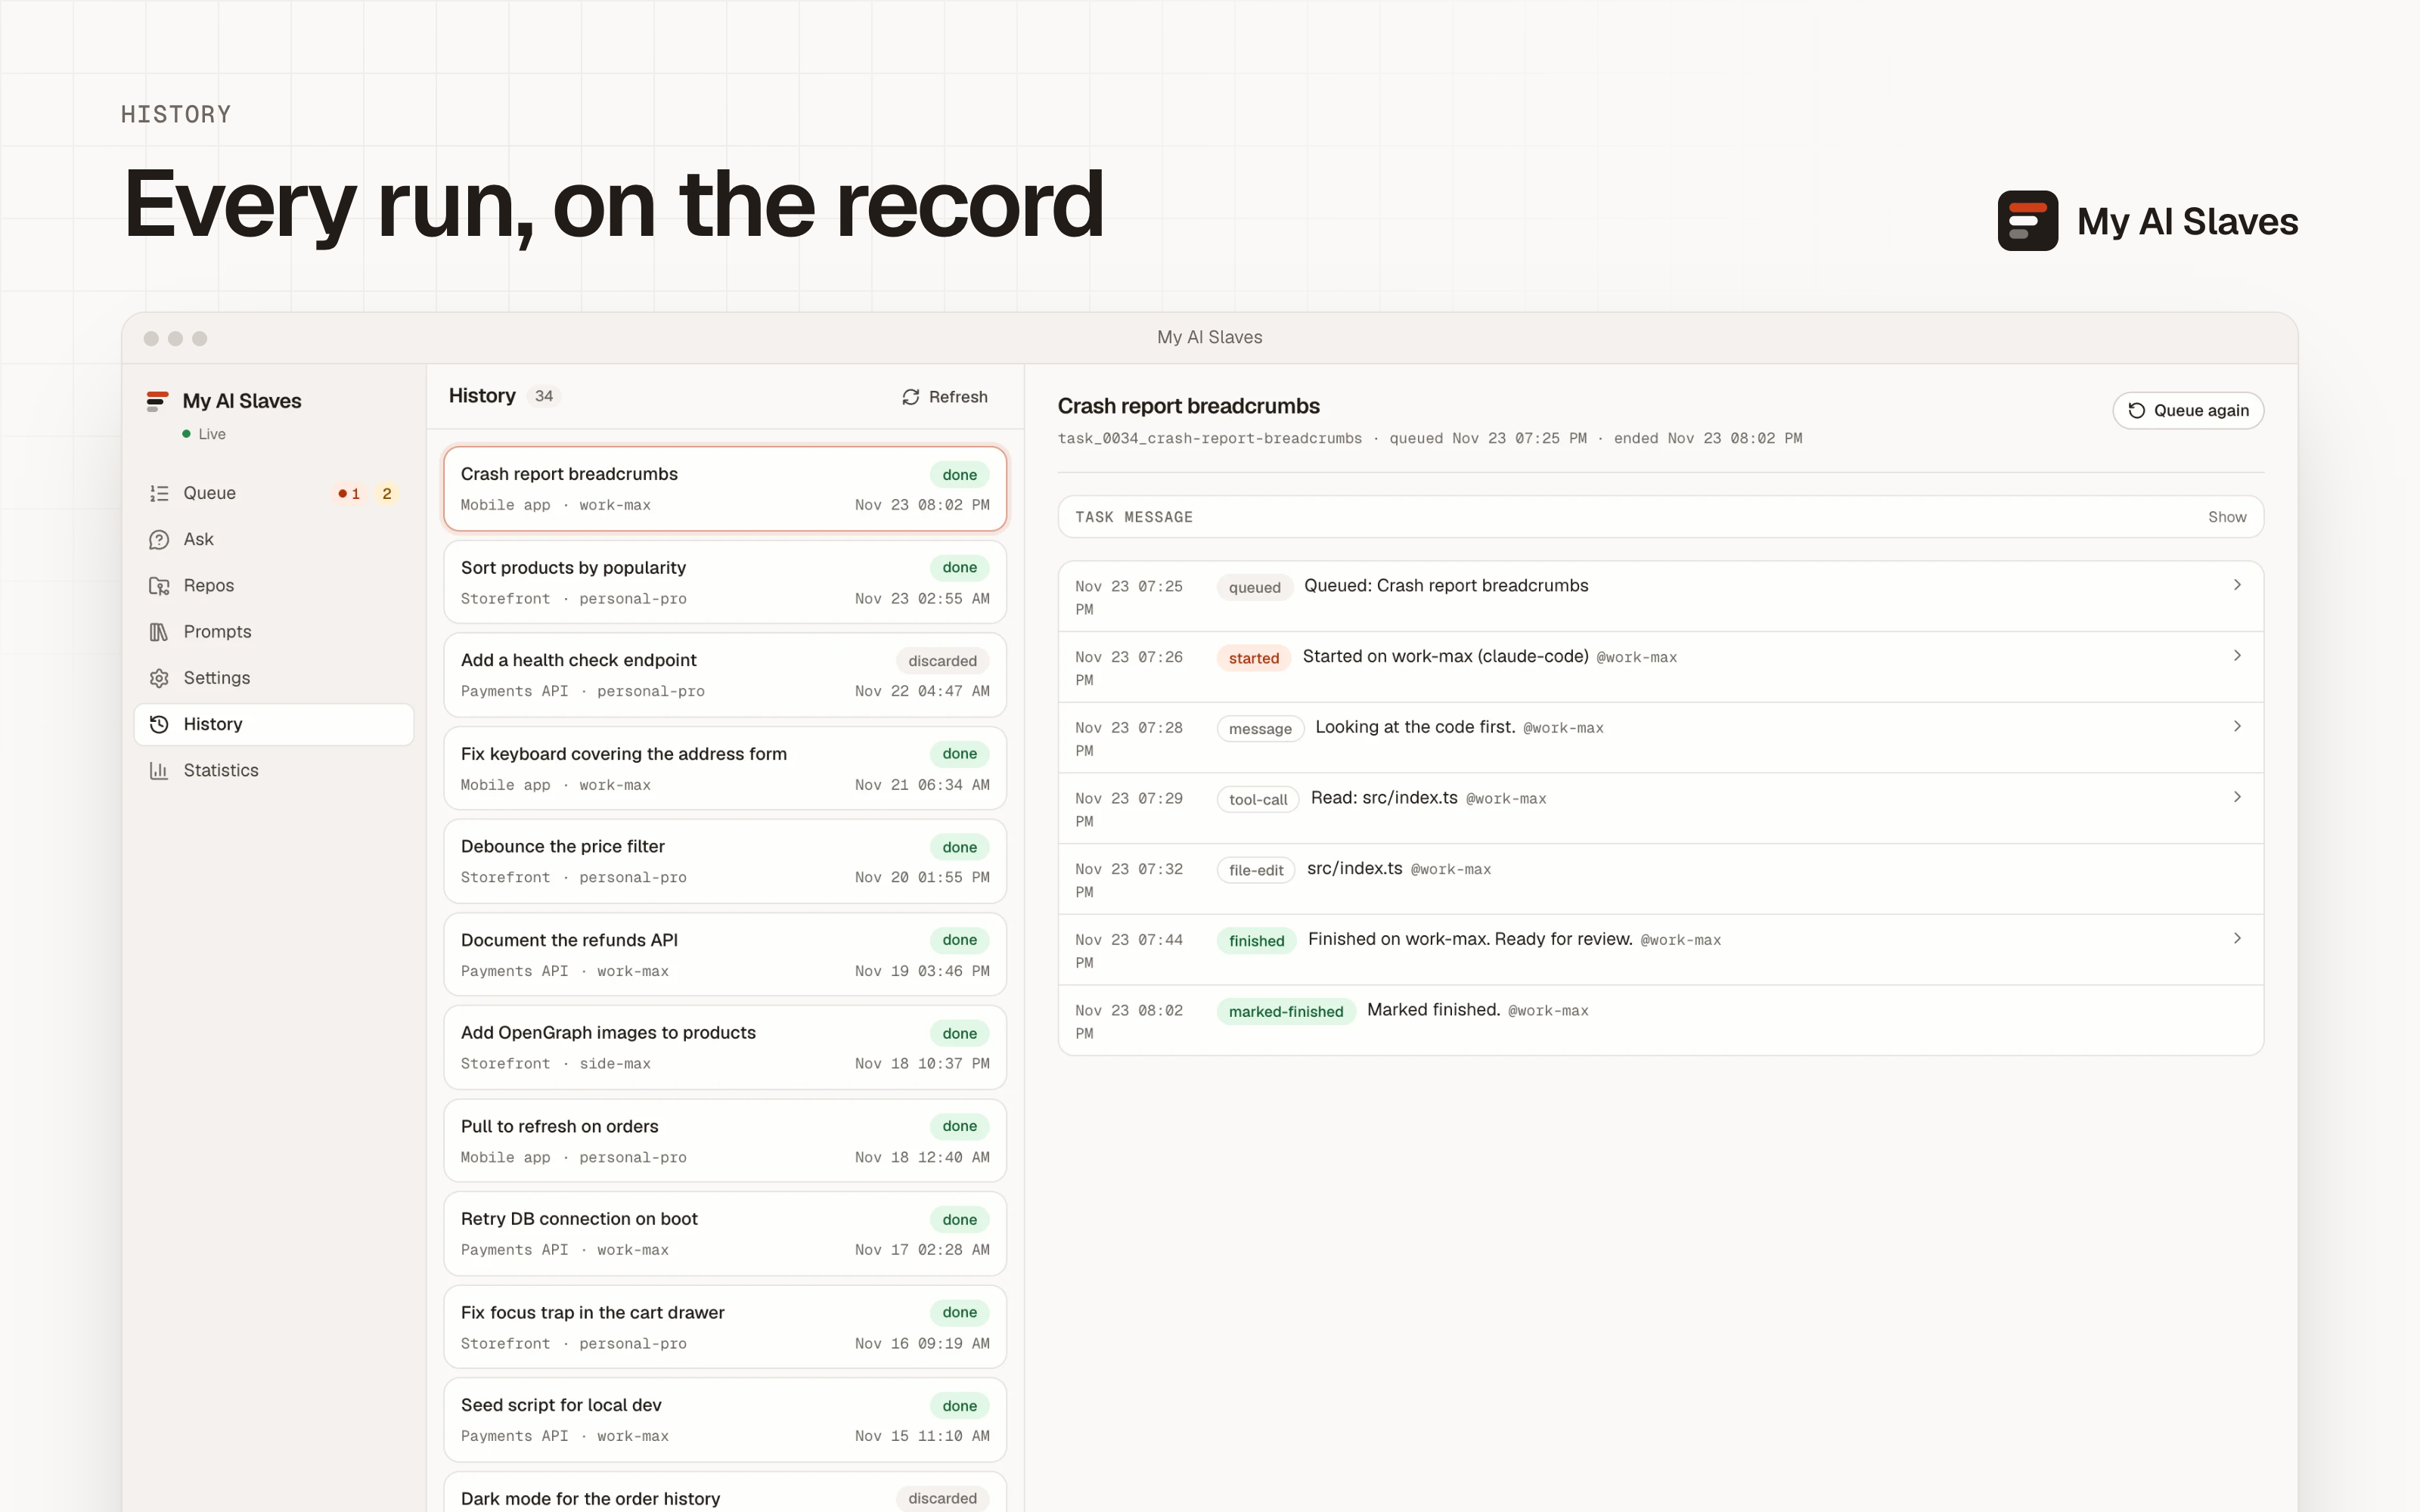 HISTORY
Every run, on the record
My AI Slaves
My AI Slaves
My AI Slaves
Live
Queue 1 2
Ask
Repos
Prompts
Settings
History
Statistics
History 34 Refresh
Crash report breadcrumbs done
Mobile app · work-max Nov 23 08:02 PM
Sort products by popularity done
Storefront · personal-pro Nov 23 02:55 AM
Add a health check endpoint discarded
Payments API · personal-pro Nov 22 04:47 AM
Fix keyboard covering the address form done
Mobile app · work-max Nov 21 06:34 AM
Debounce the price filter done
Storefront · personal-pro Nov 20 01:55 PM
Document the refunds API done
Payments API · work-max Nov 19 03:46 PM
Add OpenGraph images to products done
Storefront · side-max Nov 18 10:37 PM
Pull to refresh on orders done
Mobile app · personal-pro Nov 18 12:40 AM
Retry DB connection on boot done
Payments API · work-max Nov 17 02:28 AM
Fix focus trap in the cart drawer done
Storefront · personal-pro Nov 16 09:19 AM
Seed script for local dev done
Payments API · work-max Nov 15 11:10 AM
Dark mode for the order history discarded
Crash report breadcrumbs Queue again
task_0034_crash-report-breadcrumbs · queued Nov 23 07:25 PM · ended Nov 23 08:02 PM
TASK MESSAGE Show
Nov 23 07:25 queued Queued: Crash report breadcrumbs
PM
Nov 23 07:26 started Started on work-max (claude-code) @work-max
PM
Nov 23 07:28 message Looking at the code first. @work-max
PM
Nov 23 07:29 tool-call Read: src/index.ts @work-max
PM
Nov 23 07:32 file-edit src/index.ts @work-max
PM
Nov 23 07:44 finished Finished on work-max. Ready for review. @work-max
PM
Nov 23 08:02 marked-finished Marked finished. @work-max
PM